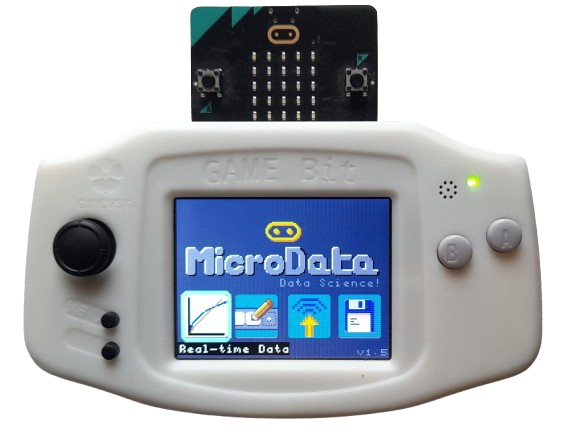 GAME Bit
MicroData
Data Science!
Real-time Data
v1.5
B
A